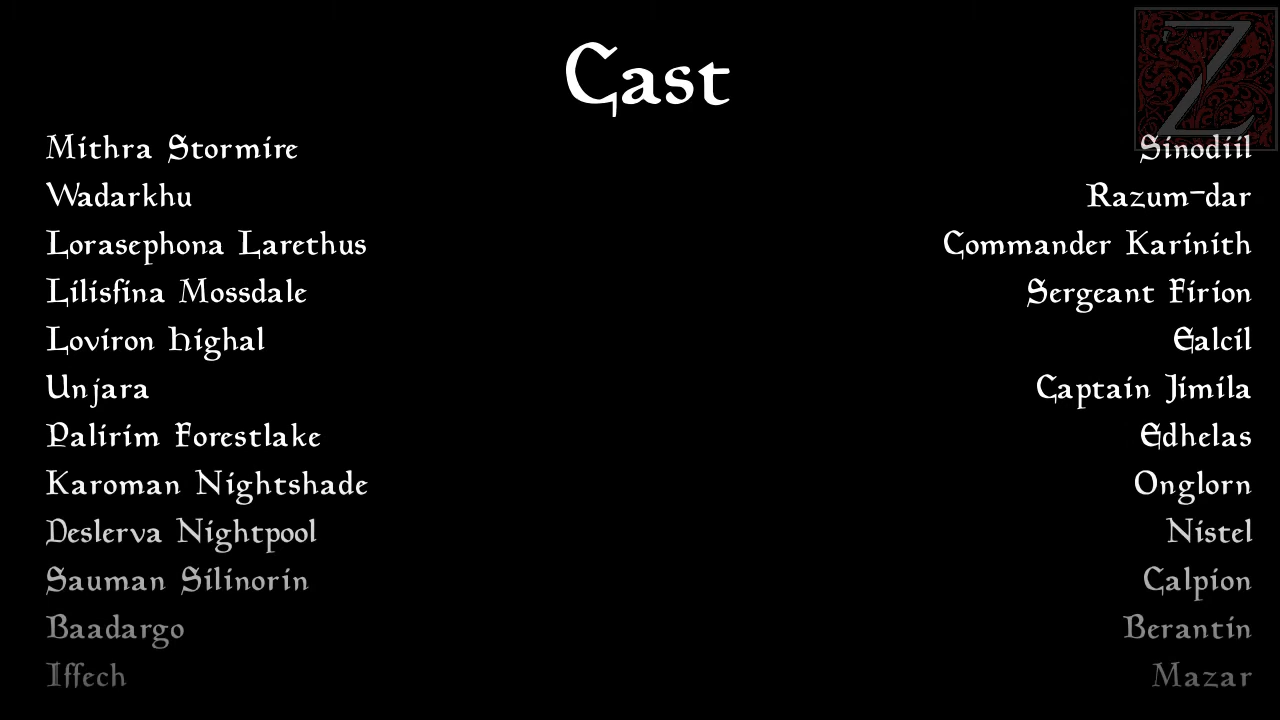 Cast
Z
Mithra Stormire Sinodiil
Wadarkhu Razum-dar
Lorasephona Larethus Commander Karinith
Lilisfina Mossdale Sergeant Firion
Loviron Highal Ealcil
Unjara Captain Jimila
Palirim Forestlake Edhelas
Karoman Nightshade Onglorn
Deslerva Nightpool Nistel
Sauman Silinorin Calpion
Baadargo Berantin
Iffech Mazar